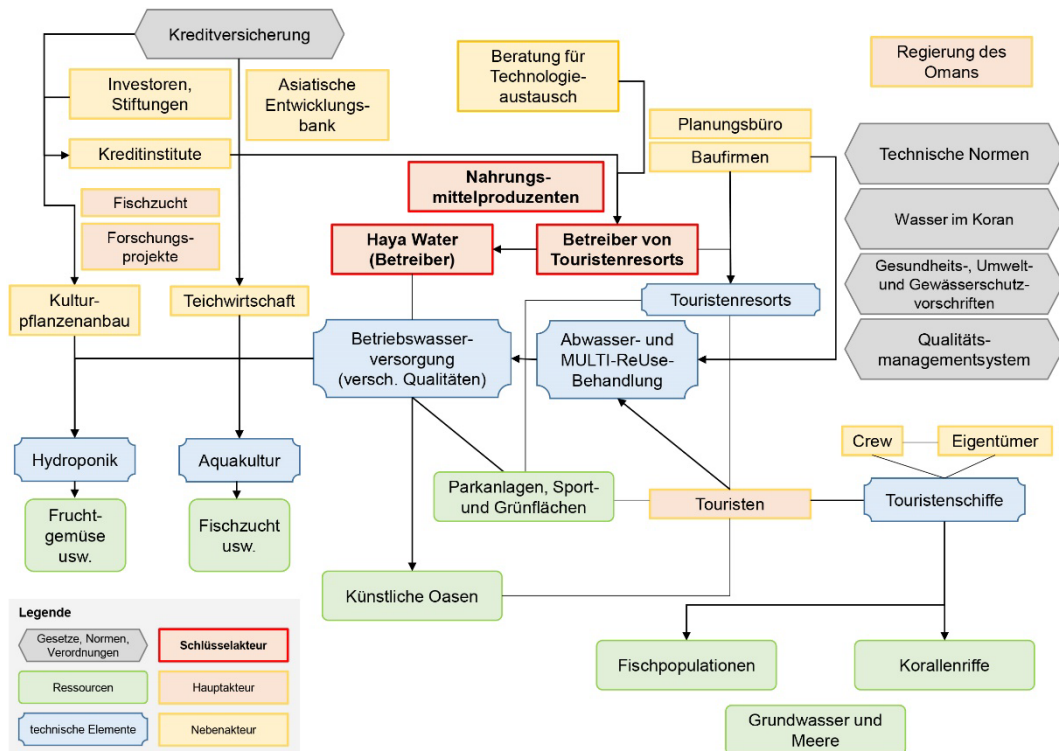 Kreditversicherung
Investoren,
Stiftungen
Asiatische
Entwicklungs-
bank
Beratung für
Technologie-
austausch
Regierung des
Omans
Kreditinstitute
Planungsbüro
Baufirmen
Technische Normen
Nahrungs-
mittelproduzenten
Fischzucht
Forschungs-
projekte
Haya Water
(Betreiber)
Betreiber von
Touristenresorts
Wasser im Koran
Gesundheits-, Umwelt-
und Gewässerschutz-
vorschriften
Kultur-
pflanzenanbau
Teichwirtschaft
Touristenresorts
Betriebswasser-
versorgung
(versch. Qualitäten)
Abwasser- und
MULTI-ReUse-
Behandlung
Qualitäts-
managementsystem
Hydroponik
Aquakultur
Crew
Eigentümer
Parkanlagen, Sport-
und Grünflächen
Touristen
Touristenschiffe
Frucht-
gemüse
usw.
Fischzucht
usw.
Künstliche Oasen
Fischpopulationen
Korallenriffe
Grundwasser und
Meere
Legende
Gesetze, Normen,
Verordnungen
Schlüsselakteur
Ressourcen
Hauptakteur
technische Elemente
Nebenakteur